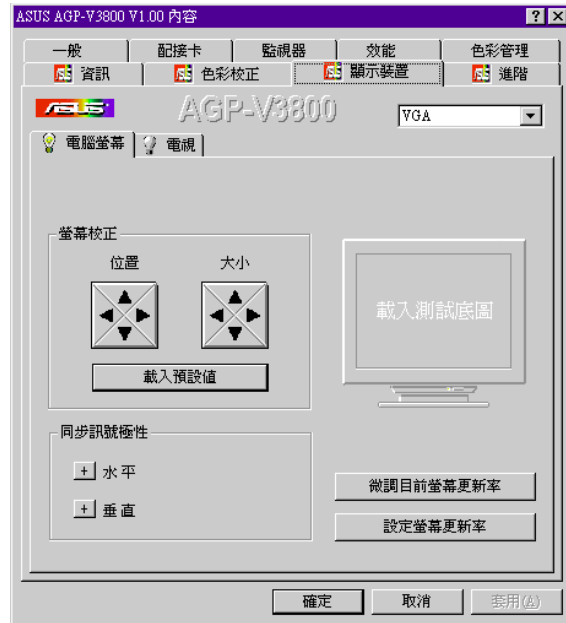 ASUS AGP-V3800 V1.00 內容
一般 配接卡 監視器 效能 色彩管理
資訊 色彩校正 顯示裝置 進階
ASUS AGP-V3800 VGA
電腦螢幕 電視
螢幕校正
位置 大小
載入測試底圖
載入預設值
同步訊號極性
+ 水平
微調目前螢幕更新率
+ 垂直
設定螢幕更新率
確定 取消 套用(A)